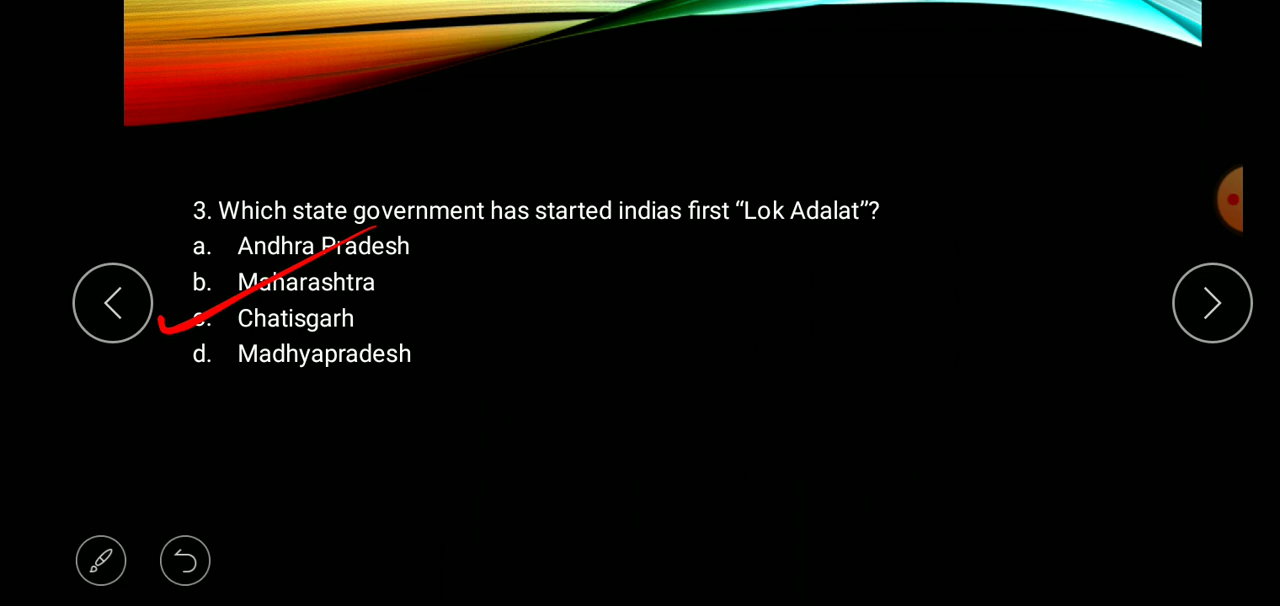 3. Which state government has started indias first “Lok Adalat”?
a. Andhra Pradesh
b. Maharashtra
c. Chatisgarh
d. Madhyapradesh